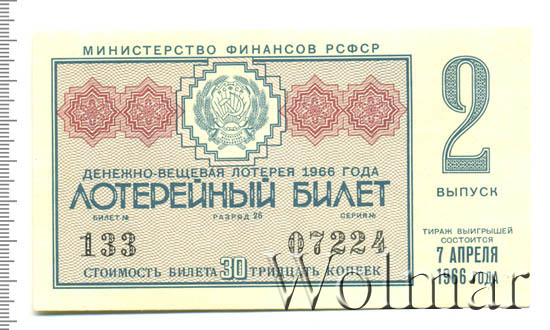 МИНИСТЕРСТВО ФИНАНСОВ РСФСР
ДЕНЕЖНО-ВЕЩЕВАЯ ЛОТЕРЕЯ 1966 ГОДА
ЛОТЕРЕЙНЫЙ БИЛЕТ
БИЛЕТ № РАЗРЯД 26 СЕРИЯ №
133 07224
СТОИМОСТЬ БИЛЕТА 30 ТРИДЦАТЬ КОПЕЕК
2
ВЫПУСК
ТИРАЖ ВЫИГРЫШЕЙ
СОСТОИТСЯ
7 АПРЕЛЯ
1966 ГОДА
Wolmar